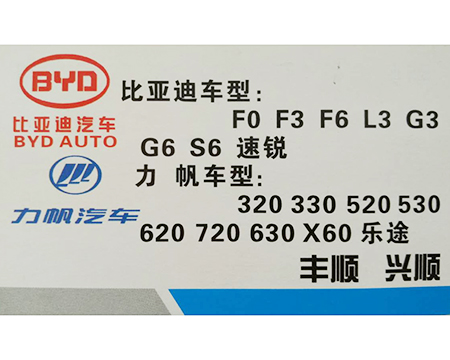 BYD
比亚迪汽车
BYD AUTO
比亚迪车型:
F0 F3 F6 L3 G3
G6 S6 速锐
力帆汽车
力 帆车型:
320 330 520 530
620 720 630 X60 乐途
丰顺 兴顺